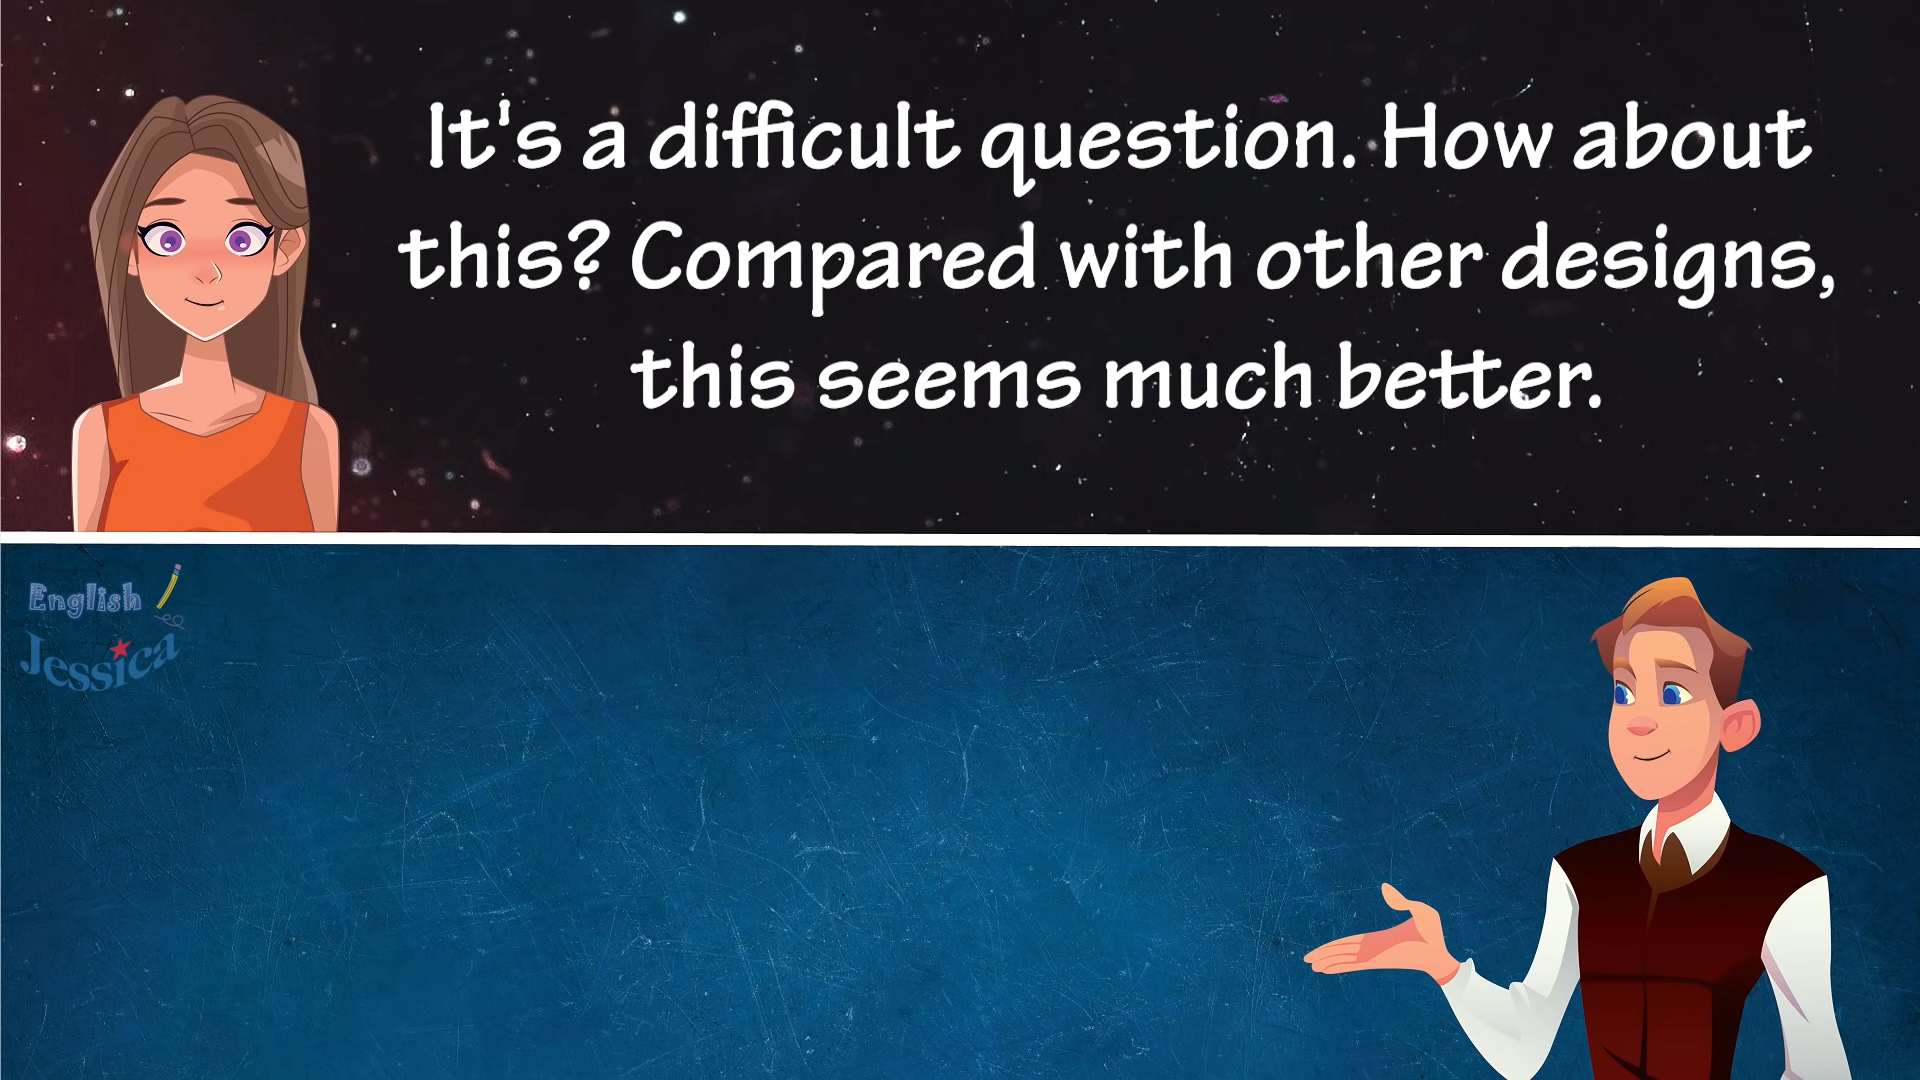 It's a difficult question. How about
this? Compared with other designs,
this seems much better.
English
Jessica